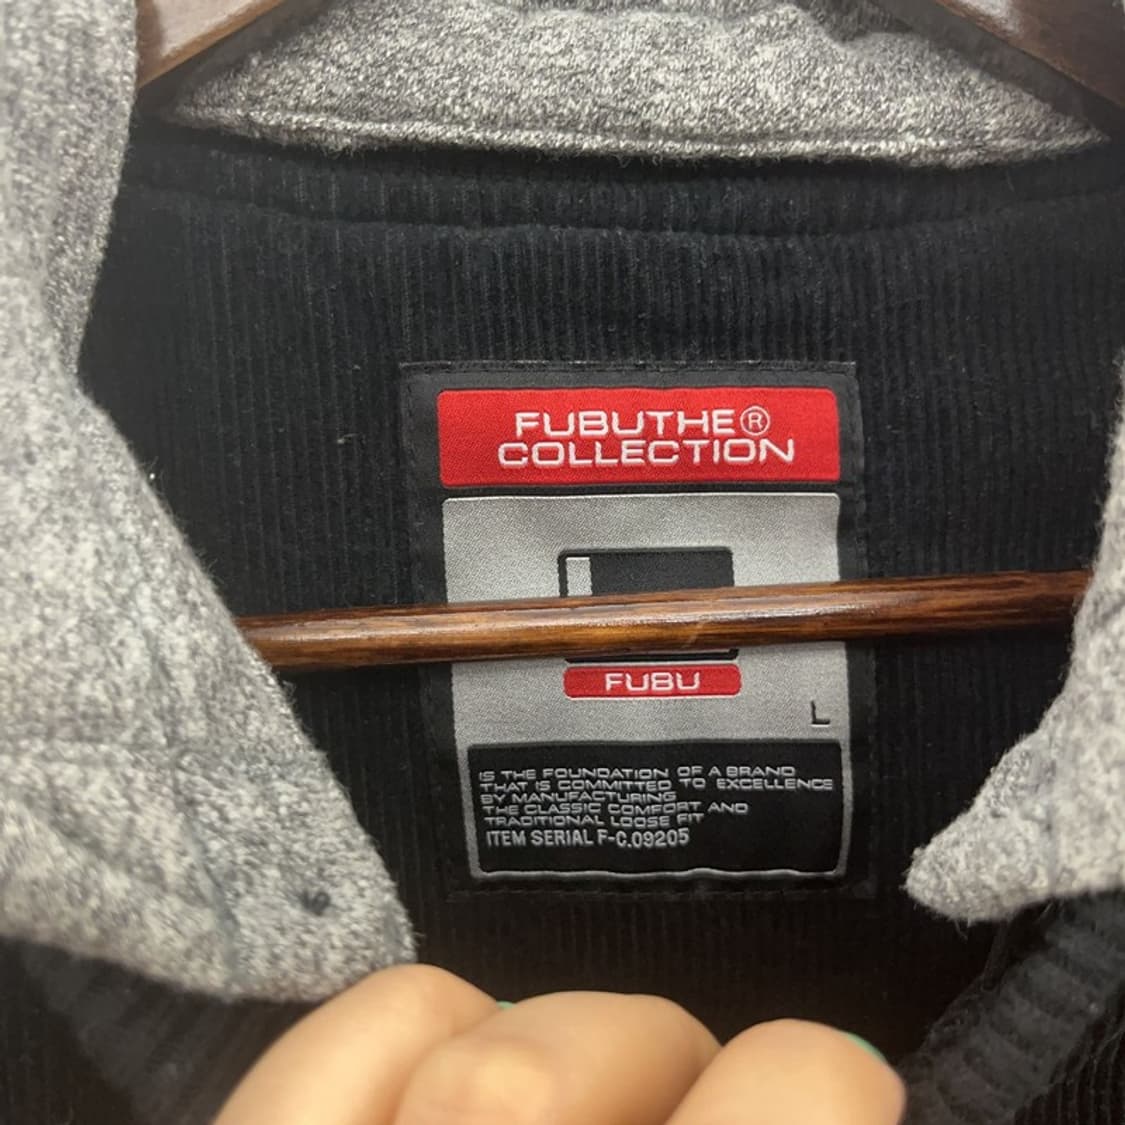 FUBUTHE®
COLLECTION
FUBU
L
IS THE FOUNDATION OF A BRAND
THAT IS COMMITTED TO EXCELLENCE
BY MANUFACTURING
THE CLASSIC COMFORT AND
TRADITIONAL LOOSE FIT
ITEM SERIAL F-C.09205